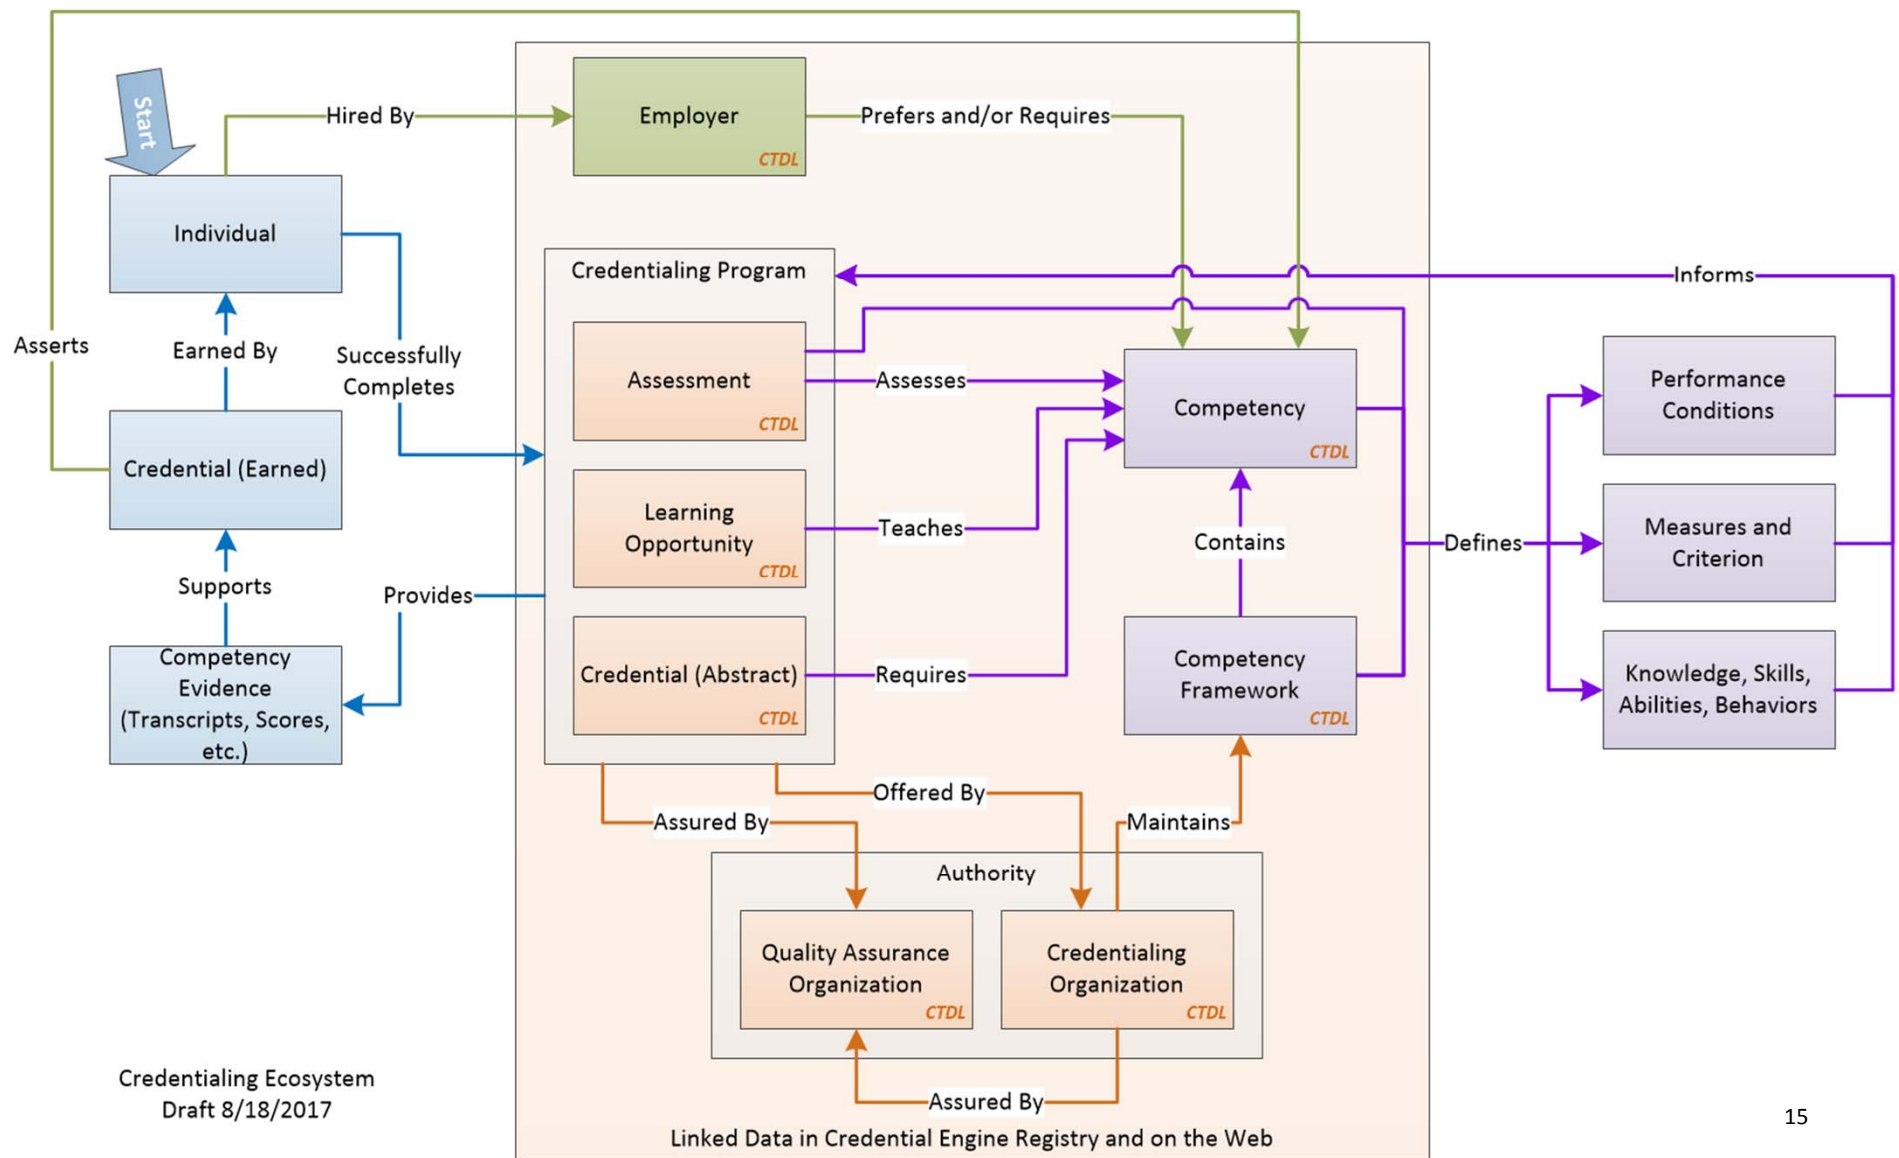 Start
Hired By
Employer
CTDL
Prefers and/or Requires
Individual
Credentialing Program
Informs
Asserts
Earned By
Successfully
Completes
Assessment
CTDL
Assesses
Competency
CTDL
Performance
Conditions
Credential (Earned)
Learning
Opportunity
CTDL
Teaches
Contains
Defines
Measures and
Criterion
Supports
Provides
Competency
Evidence
(Transcripts, Scores,
etc.)
Credential (Abstract)
CTDL
Requires
Competency
Framework
CTDL
Knowledge, Skills,
Abilities, Behaviors
Offered By
Assured By
Maintains
Authority
Quality Assurance
Organization
CTDL
Credentialing
Organization
CTDL
Assured By
Credentialing Ecosystem
Draft 8/18/2017
Linked Data in Credential Engine Registry and on the Web
15